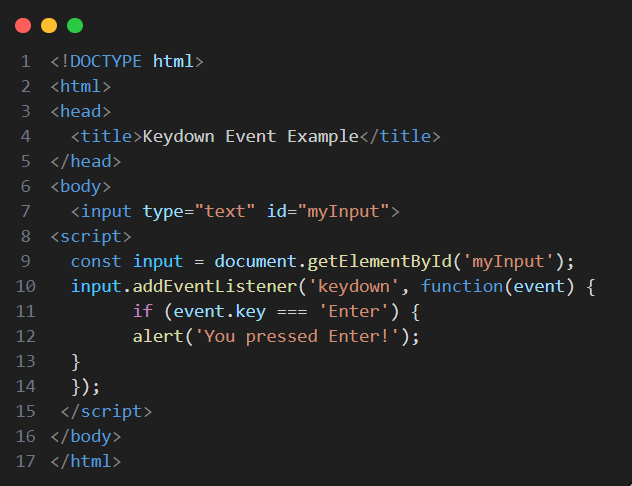 1 <!DOCTYPE html>
2 <html>
3 <head>
4   <title>Keydown Event Example</title>
5 </head>
6 <body>
7   <input type="text" id="myInput">
8 <script>
9   const input = document.getElementById('myInput');
10   input.addEventListener('keydown', function(event) {
11         if (event.key === 'Enter') {
12         alert('You pressed Enter!');
13   }
14   });
15  </script>
16 </body>
17 </html>